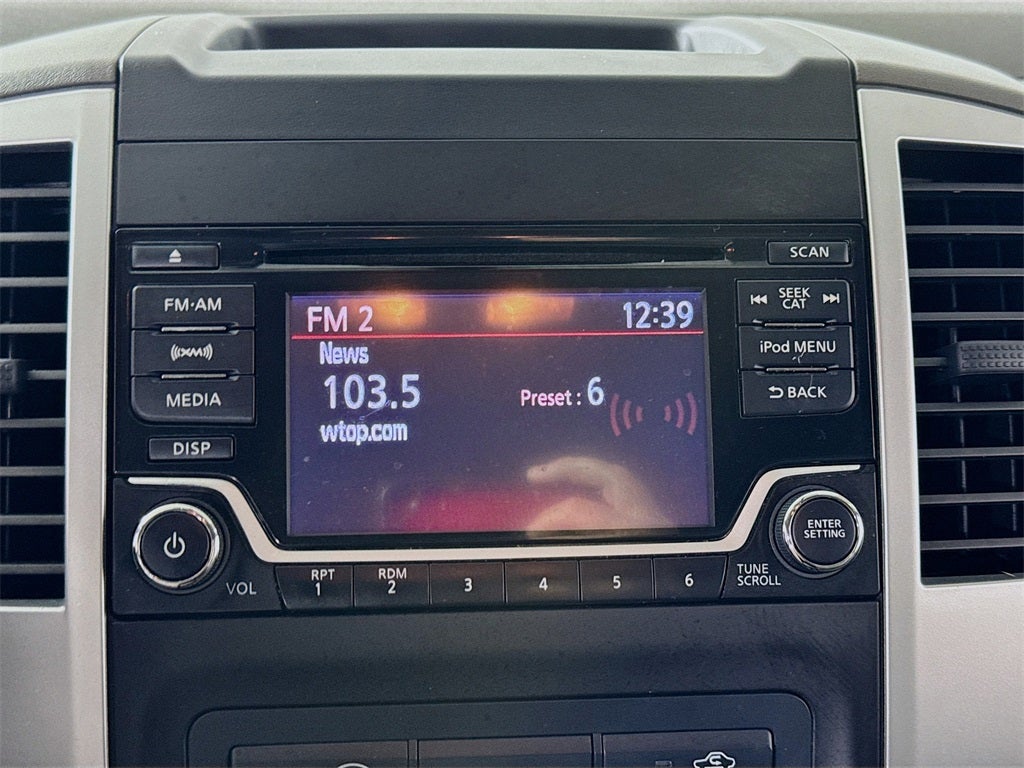 SCAN
FM·AM
XM
MEDIA
DISP
FM 2 12:39
News
103.5 Preset : 6
wtop.com
SEEK
CAT
iPod MENU
BACK
VOL
RPT
1
RDM
2
3
4
5
6
TUNE
SCROLL
ENTER
SETTING